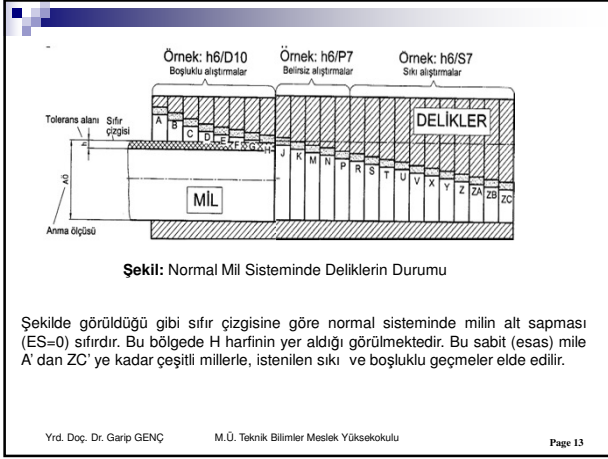 Örnek: h6/D10 Örnek: h6/P7 Örnek: h6/S7
Boşluklu alıştırmalar Belirsiz alıştırmalar Sıkı alıştırmalar
DELİKLER
Tolerans alanı Sıfır
çizgisi
A B C D E F G H J K M N P R S T U V X Y Z ZA ZB ZC
h
AÖ
MİL
Anma ölçüsü
Şekil: Normal Mil Sisteminde Deliklerin Durumu
Şekilde görüldüğü gibi sıfır çizgisine göre normal sisteminde milin alt sapması
(ES=0) sıfırdır. Bu bölgede H harfinin yer aldığı görülmektedir. Bu sabit (esas) mile
A' dan ZC' ye kadar çeşitli millerle, istenilen sıkı ve boşluklu geçmeler elde edilir.
Yrd. Doç. Dr. Garip GENÇ M.Ü. Teknik Bilimler Meslek Yüksekokulu Page 13